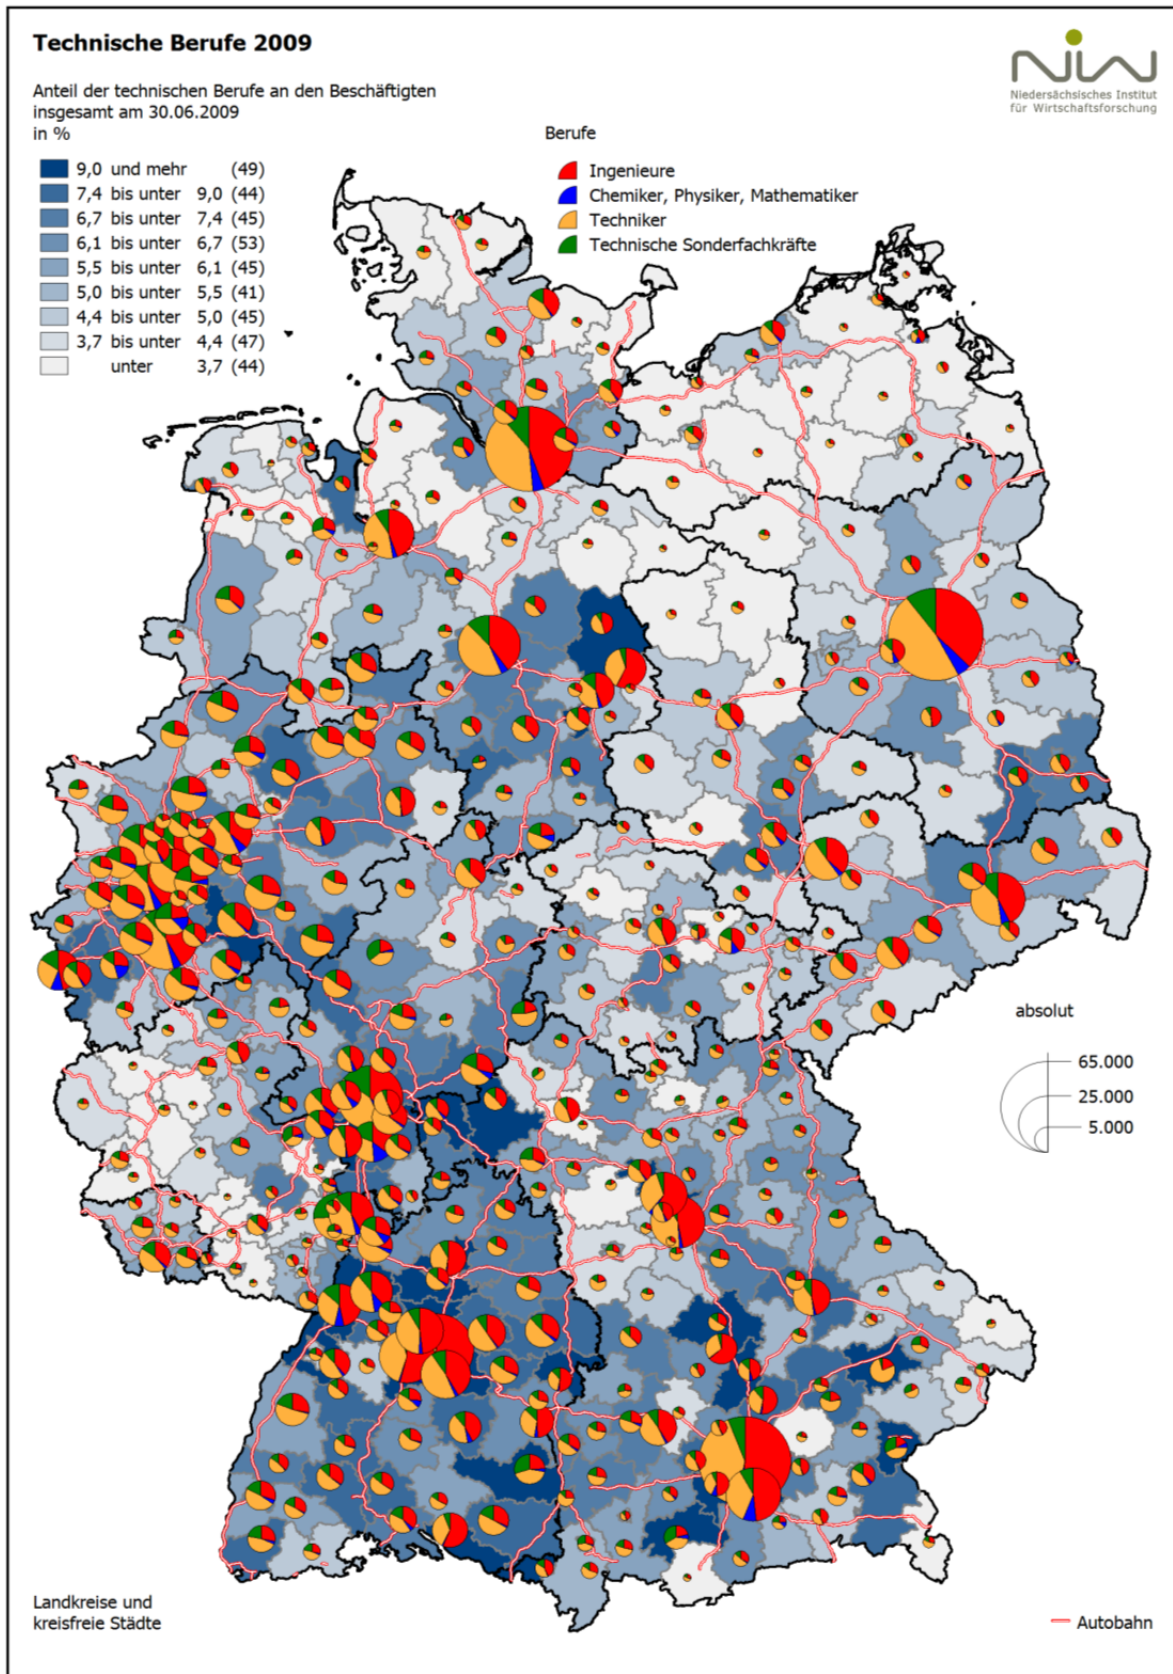 Technische Berufe 2009
Anteil der technischen Berufe an den Beschäftigten
insgesamt am 30.06.2009
in %
9,0 und mehr (49)
7,4 bis unter 9,0 (44)
6,7 bis unter 7,4 (45)
6,1 bis unter 6,7 (53)
5,5 bis unter 6,1 (45)
5,0 bis unter 5,5 (41)
4,4 bis unter 5,0 (45)
3,7 bis unter 4,4 (47)
unter 3,7 (44)
Berufe
Ingenieure
Chemiker, Physiker, Mathematiker
Techniker
Technische Sonderfachkräfte
NIW
Niedersächsisches Institut
für Wirtschaftsforschung
absolut
65.000
25.000
5.000
Landkreise und
kreisfreie Städte
Autobahn